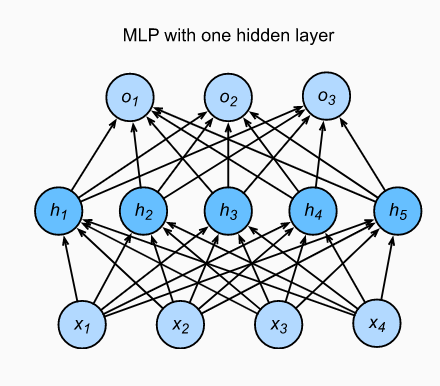 MLP with one hidden layer
o1 o2 o3
h1 h2 h3 h4 h5
x1 x2 x3 x4